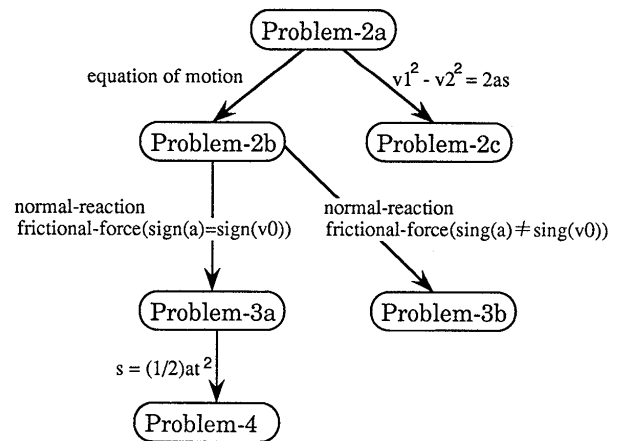 Problem-2a
equation of motion
v1² - v2² = 2as
Problem-2b
Problem-2c
normal-reaction
frictional-force(sign(a)=sign(v0))
normal-reaction
frictional-force(sing(a)≠sing(v0))
Problem-3a
Problem-3b
s = (1/2)at²
Problem-4